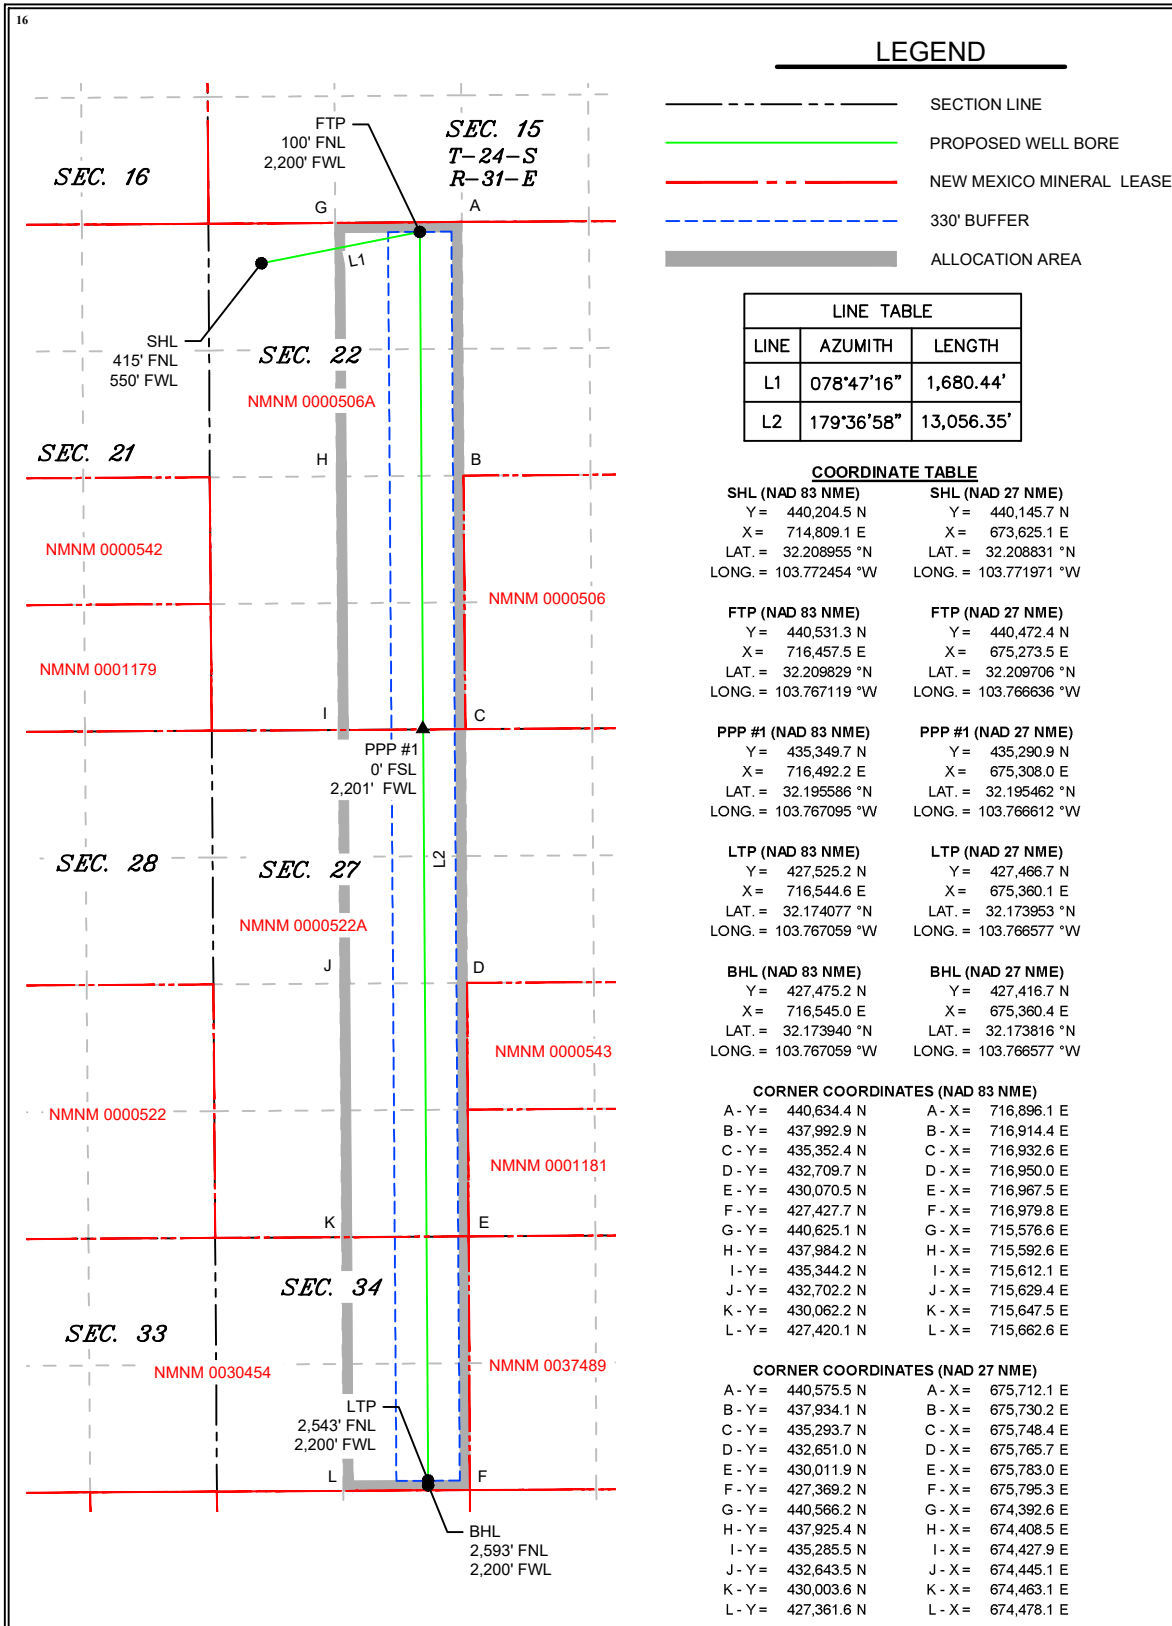 16
LEGEND
SECTION LINE
PROPOSED WELL BORE
NEW MEXICO MINERAL LEASE
330' BUFFER
ALLOCATION AREA
FTP
100' FNL
2,200' FWL
SEC. 15
T-24-S
R-31-E
SEC. 16
G
A
L1
SHL
415' FNL
550' FWL
SEC. 22
NMNM 0000506A
SEC. 21
H
B
NMNM 0000542
NMNM 0000506
NMNM 0001179
I
C
PPP #1
0' FSL
2,201' FWL
L2
SEC. 28
SEC. 27
NMNM 0000522A
J
D
NMNM 0000543
NMNM 0000522
NMNM 0001181
K
E
SEC. 34
SEC. 33
NMNM 0030454
NMNM 0037489
LTP
2,543' FNL
2,200' FWL
L
F
BHL
2,593' FNL
2,200' FWL
LINE TABLE
LINE AZUMITH LENGTH
L1 078°47'16" 1,680.44'
L2 179°36'58" 13,056.35'
COORDINATE TABLE
SHL (NAD 83 NME) SHL (NAD 27 NME)
Y = 440,204.5 N Y = 440,145.7 N
X = 714,809.1 E X = 673,625.1 E
LAT. = 32.208955 °N LAT. = 32.208831 °N
LONG. = 103.772454 °W LONG. = 103.771971 °W
FTP (NAD 83 NME) FTP (NAD 27 NME)
Y = 440,531.3 N Y = 440,472.4 N
X = 716,457.5 E X = 675,273.5 E
LAT. = 32.209829 °N LAT. = 32.209706 °N
LONG. = 103.767119 °W LONG. = 103.766636 °W
PPP #1 (NAD 83 NME) PPP #1 (NAD 27 NME)
Y = 435,349.7 N Y = 435,290.9 N
X = 716,492.2 E X = 675,308.0 E
LAT. = 32.195586 °N LAT. = 32.195462 °N
LONG. = 103.767095 °W LONG. = 103.766612 °W
LTP (NAD 83 NME) LTP (NAD 27 NME)
Y = 427,525.2 N Y = 427,466.7 N
X = 716,544.6 E X = 675,360.1 E
LAT. = 32.174077 °N LAT. = 32.173953 °N
LONG. = 103.767059 °W LONG. = 103.766577 °W
BHL (NAD 83 NME) BHL (NAD 27 NME)
Y = 427,475.2 N Y = 427,416.7 N
X = 716,545.0 E X = 675,360.4 E
LAT. = 32.173940 °N LAT. = 32.173816 °N
LONG. = 103.767059 °W LONG. = 103.766577 °W
CORNER COORDINATES (NAD 83 NME)
A - Y = 440,634.4 N A - X = 716,896.1 E
B - Y = 437,992.9 N B - X = 716,914.4 E
C - Y = 435,352.4 N C - X = 716,932.6 E
D - Y = 432,709.7 N D - X = 716,950.0 E
E - Y = 430,070.5 N E - X = 716,967.5 E
F - Y = 427,427.7 N F - X = 716,979.8 E
G - Y = 440,625.1 N G - X = 715,576.6 E
H - Y = 437,984.2 N H - X = 715,592.6 E
I - Y = 435,344.2 N I - X = 715,612.1 E
J - Y = 432,702.2 N J - X = 715,629.4 E
K - Y = 430,062.2 N K - X = 715,647.5 E
L - Y = 427,420.1 N L - X = 715,662.6 E
CORNER COORDINATES (NAD 27 NME)
A - Y = 440,575.5 N A - X = 675,712.1 E
B - Y = 437,934.1 N B - X = 675,730.2 E
C - Y = 435,293.7 N C - X = 675,748.4 E
D - Y = 432,651.0 N D - X = 675,765.7 E
E - Y = 430,011.9 N E - X = 675,783.0 E
F - Y = 427,369.2 N F - X = 675,795.3 E
G - Y = 440,566.2 N G - X = 674,392.6 E
H - Y = 437,925.4 N H - X = 674,408.5 E
I - Y = 435,285.5 N I - X = 674,427.9 E
J - Y = 432,643.5 N J - X = 674,445.1 E
K - Y = 430,003.6 N K - X = 674,463.1 E
L - Y = 427,361.6 N L - X = 674,478.1 E